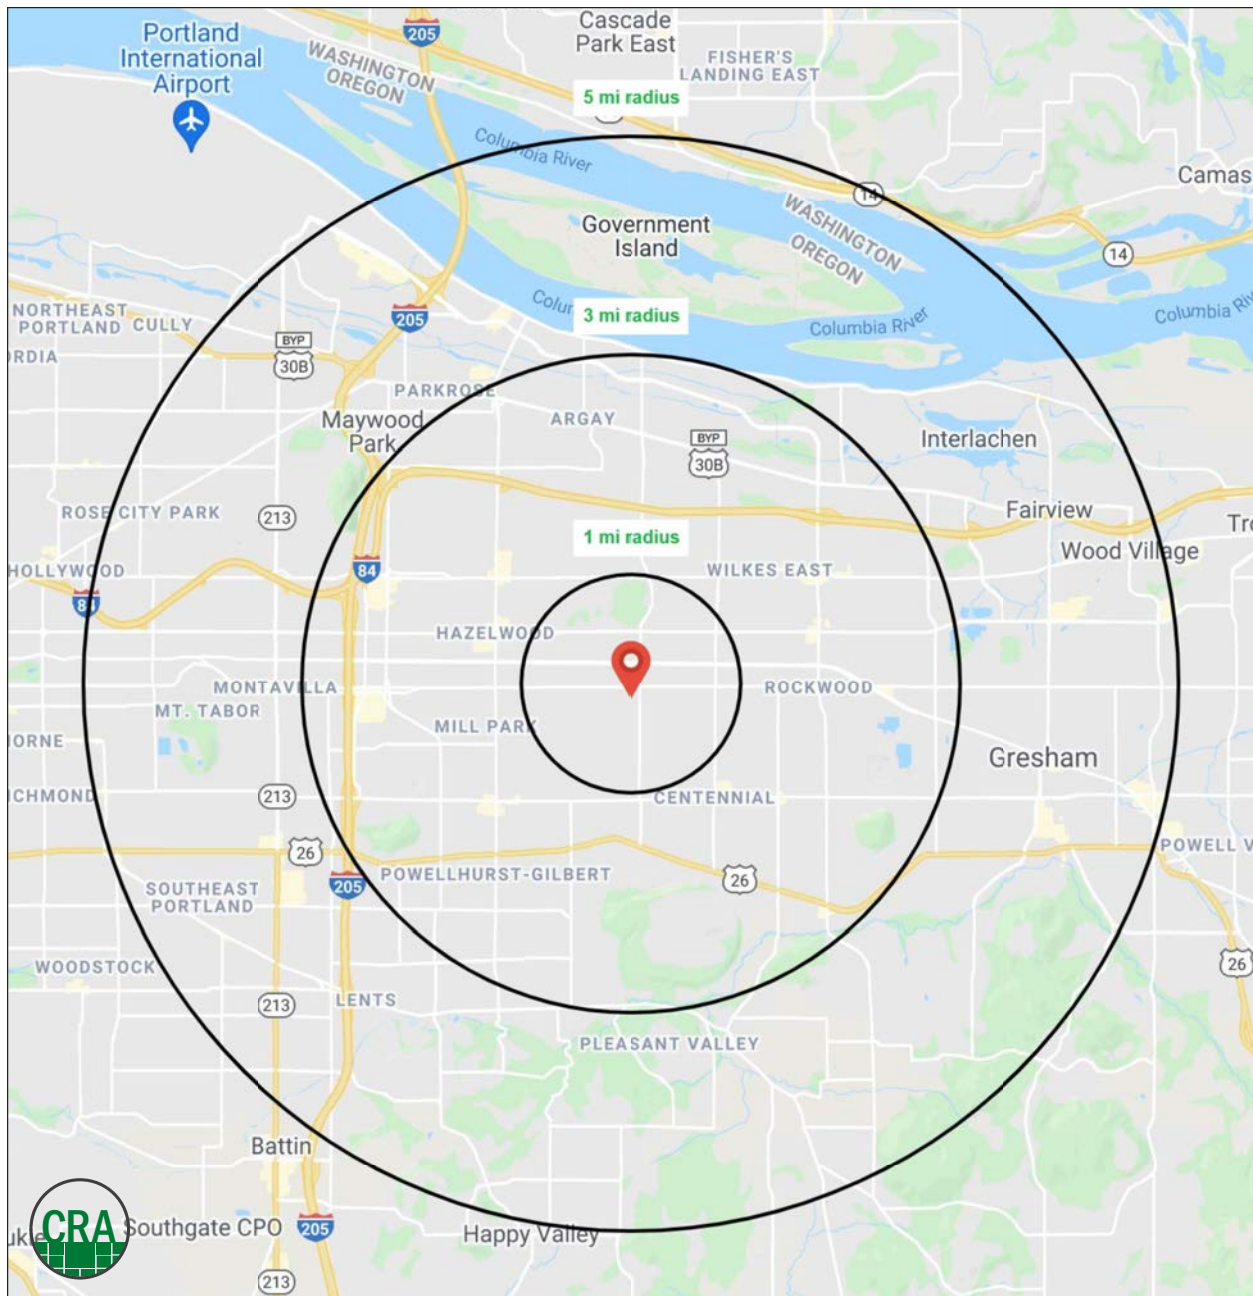 Portland
International
Airport
205
WASHINGTON
OREGON
Cascade
Park East
FISHER'S
LANDING EAST
5 mi radius
Columbia River
14
Camas
Government
Island
WASHINGTON
OREGON
14
NORTHEAST
PORTLAND
CULLY
205
3 mi radius
Columbia River
BYP
30B
PARKROSE
Maywood
Park
ARGAY
BYP
30B
Interlachen
ROSE CITY PARK
213
Fairview
1 mi radius
Wood Village
HOLLYWOOD
84
WILKES EAST
84
HAZELWOOD
MONTAVILLA
ROCKWOOD
MT. TABOR
MILL PARK
Gresham
213
CENTENNIAL
26
POWELL V
205
POWELLHURST-GILBERT
26
SOUTHEAST
PORTLAND
WOODSTOCK
26
213
LENTS
PLEASANT VALLEY
Battin
CRA
Southgate CPO
205
Happy Valley
213